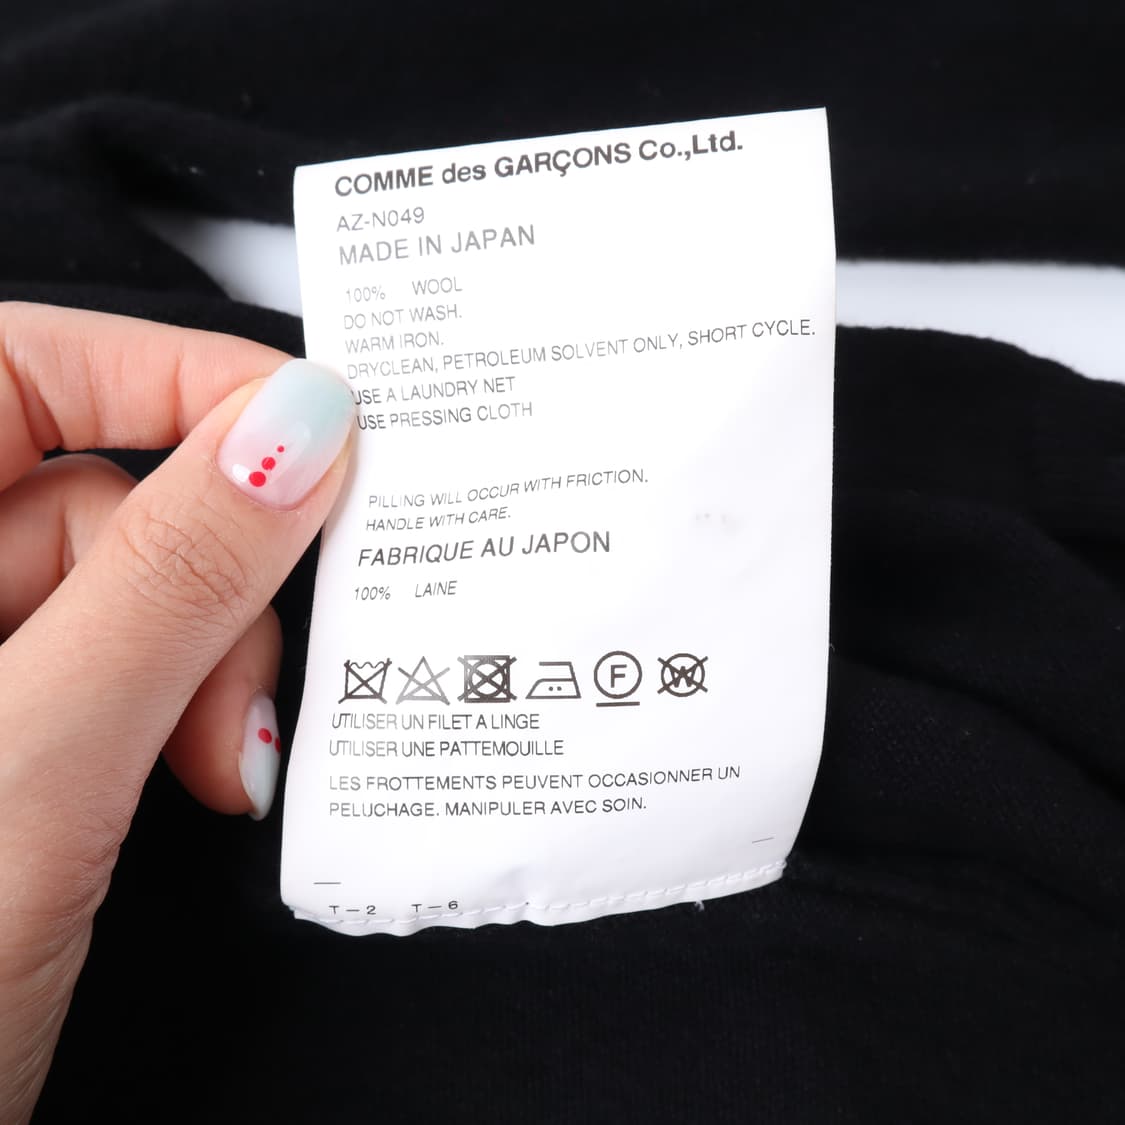 COMME des GARÇONS Co.,Ltd.
AZ-N049
MADE IN JAPAN
100% WOOL
DO NOT WASH.
WARM IRON.
DRYCLEAN, PETROLEUM SOLVENT ONLY, SHORT CYCLE.
USE A LAUNDRY NET
USE PRESSING CLOTH
PILLING WILL OCCUR WITH FRICTION.
HANDLE WITH CARE.
FABRIQUE AU JAPON
100% LAINE
F W
UTILISER UN FILET A LINGE
UTILISER UNE PATTEMOUILLE
LES FROTTEMENTS PEUVENT OCCASIONNER UN
PELUCHAGE. MANIPULER AVEC SOIN.
T-2 T-6